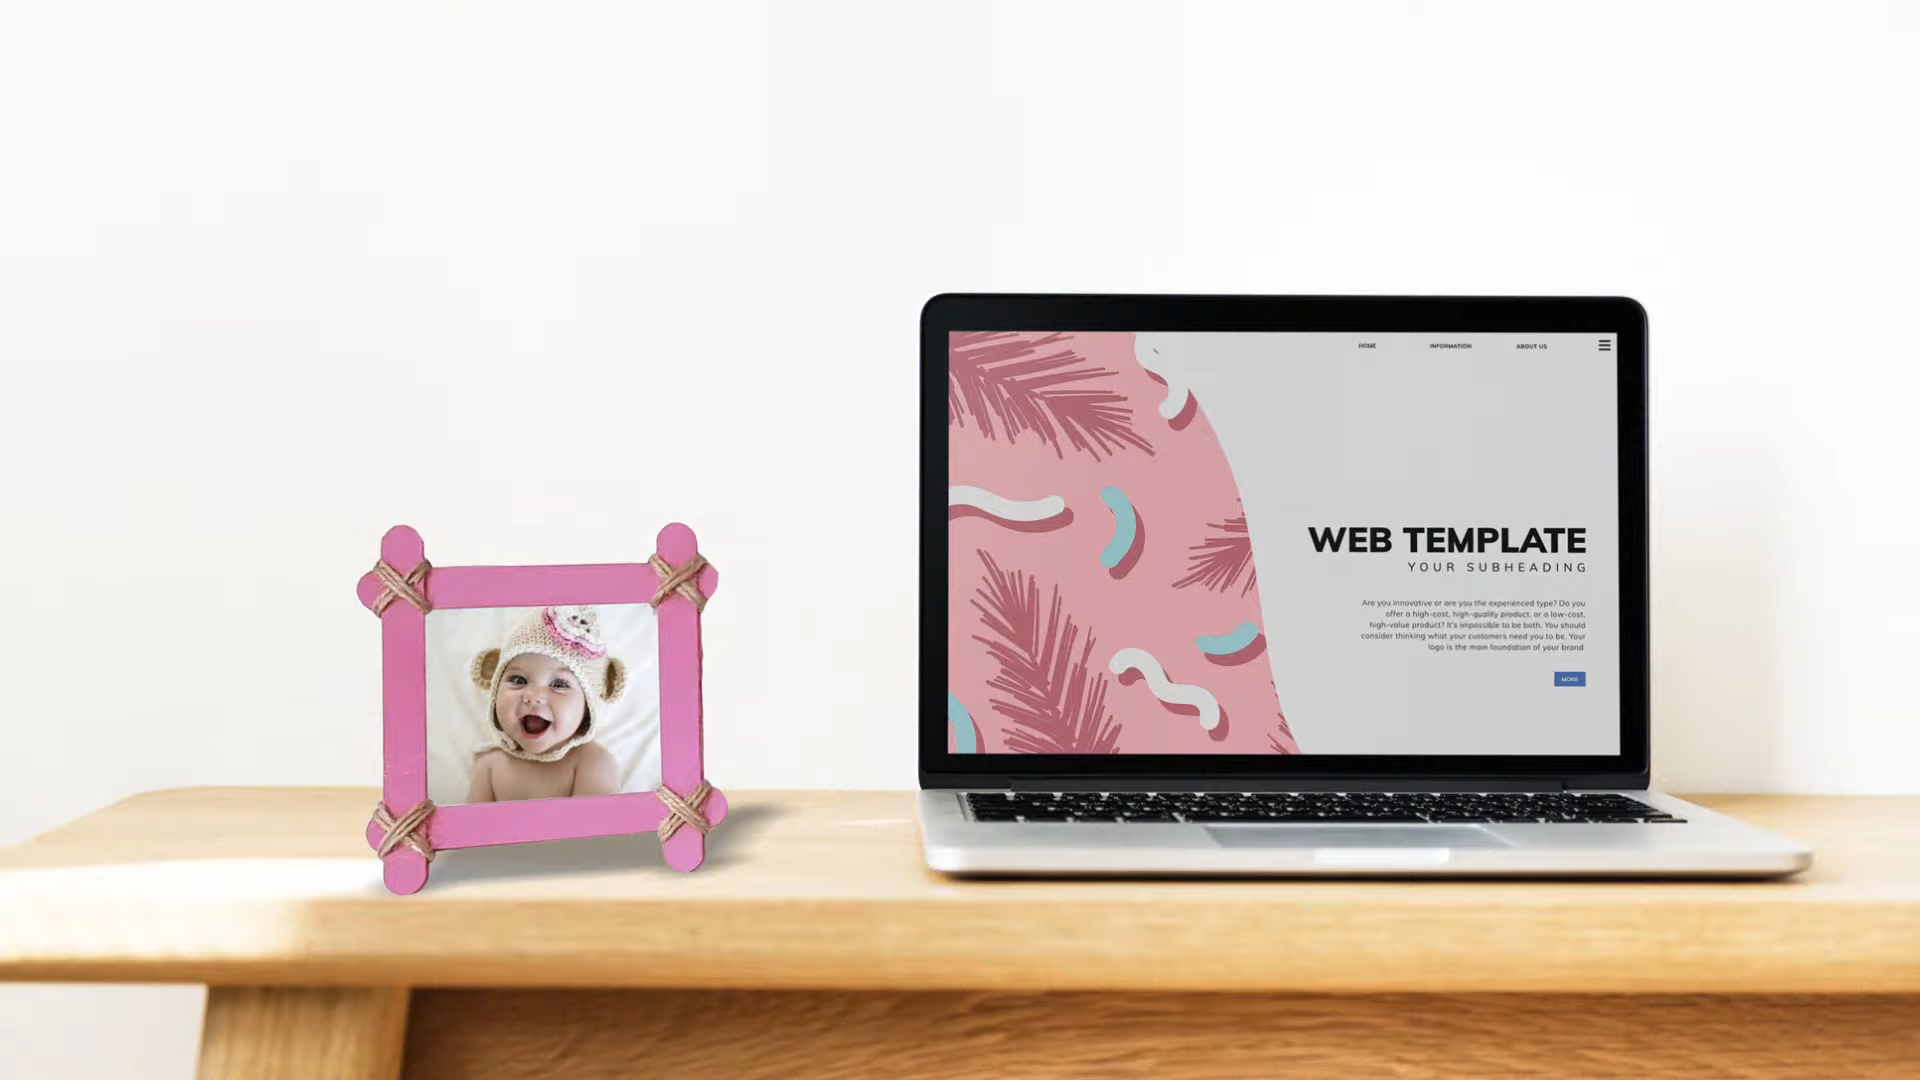 HOME INFORMATION ABOUT US
WEB TEMPLATE
YOUR SUBHEADING
Are you innovative or are you the experienced type? Do you
offer a high-cost, high-quality product, or a low-cost,
high-value product? It's impossible to be both. You should
consider thinking what your customers need you to be. Your
logo is the main foundation of your brand
MORE